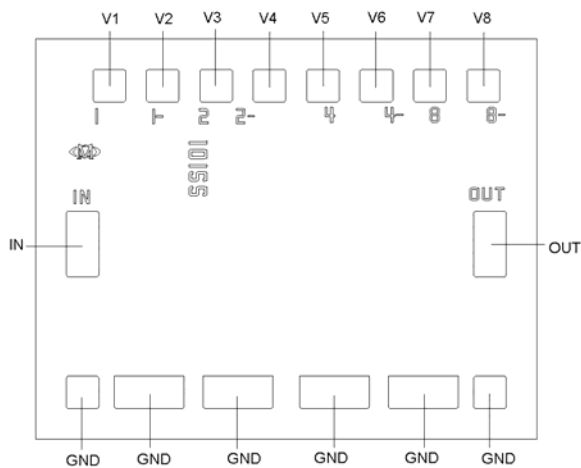 V1 V2 V3 V4 V5 V6 V7 V8
1 1- 2 2- 4 4- 8 8-
IN OUT
IN OUT
GND GND GND GND GND GND